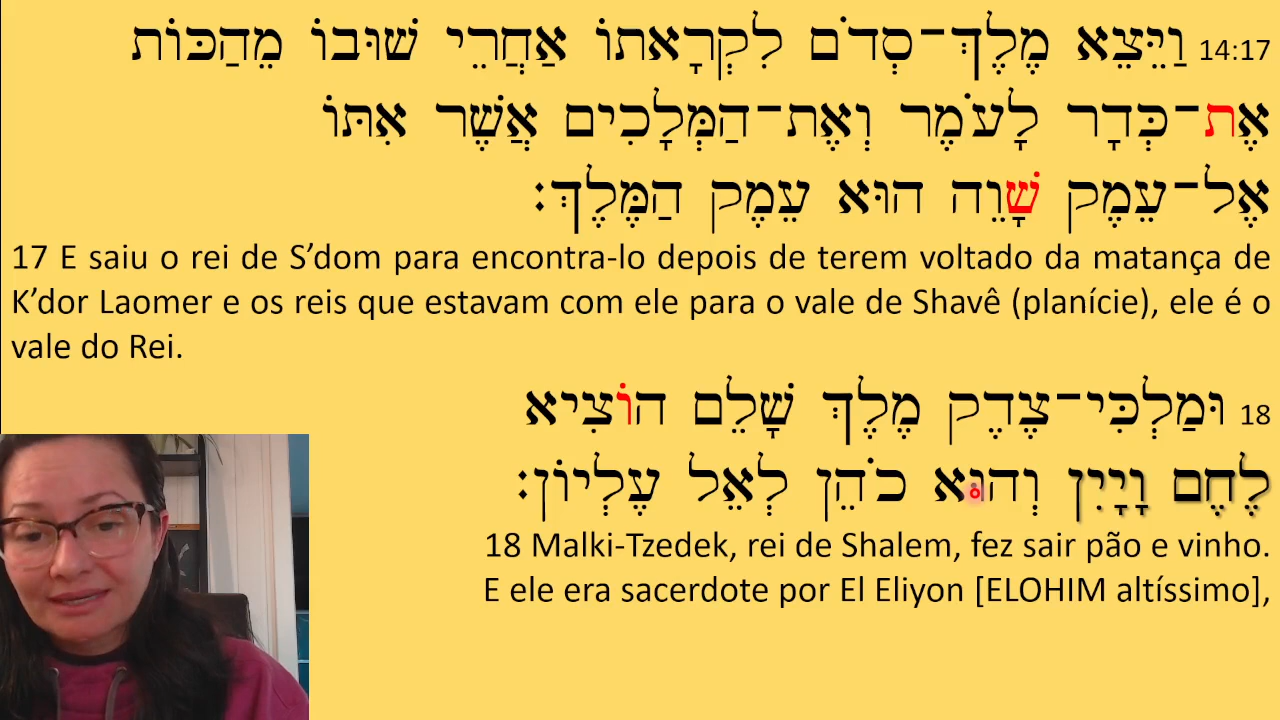 14:17 וַיֵּצֵא מֶלֶךְ־סְדֹם לִקְרָאתוֹ אַחֲרֵי שׁוּבוֹ מֵהַכּוֹת
אֶת־כְּדָר לָעֹמֶר וְאֶת־הַמְּלָכִים אֲשֶׁר אִתּוֹ
אֶל־עֵמֶק שָׁוֵה הוּא עֵמֶק הַמֶּלֶךְ׃
17 E saiu o rei de S’dom para encontra-lo depois de terem voltado da matança de
K’dor Laomer e os reis que estavam com ele para o vale de Shavê (planície), ele é o
vale do Rei.
18 וּמַלְכִּי־צֶדֶק מֶלֶךְ שָׁלֵם הוֹצִיא
לֶחֶם וָיָיִן וְהוּא כֹהֵן לְאֵל עֶלְיוֹן׃
18 Malki-Tzedek, rei de Shalem, fez sair pão e vinho.
E ele era sacerdote por El Eliyon [ELOHIM altíssimo],